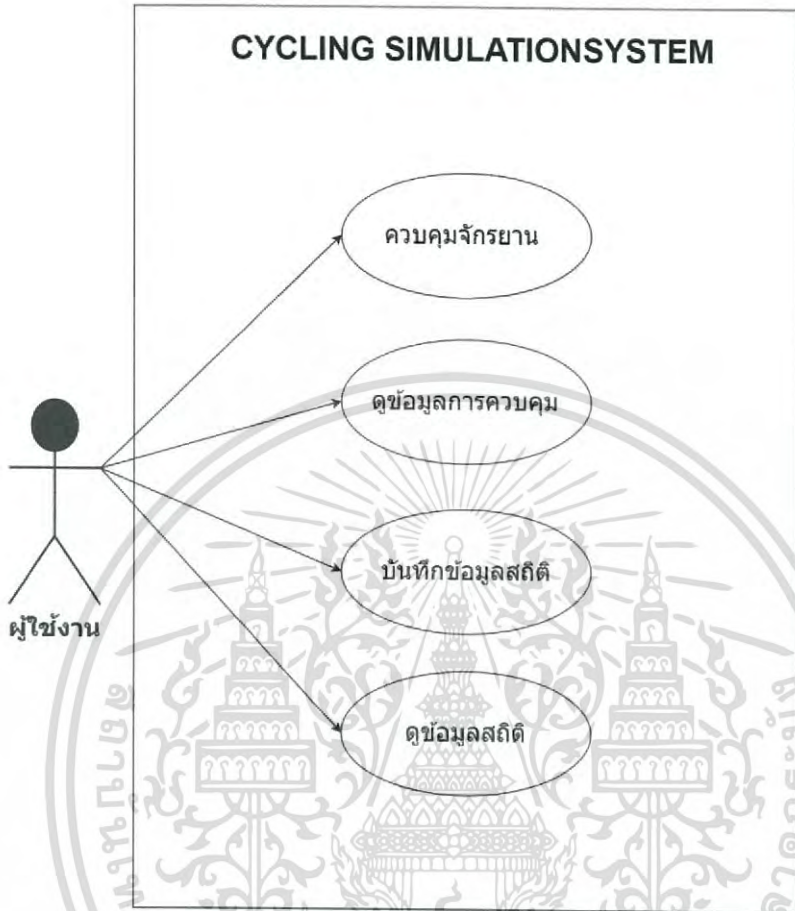 CYCLING SIMULATIONSYSTEM
ควบคุมจักรยาน
ดูข้อมูลการควบคุม
บันทึกข้อมูลสถิติ
ดูข้อมูลสถิติ
ผู้ใช้งาน